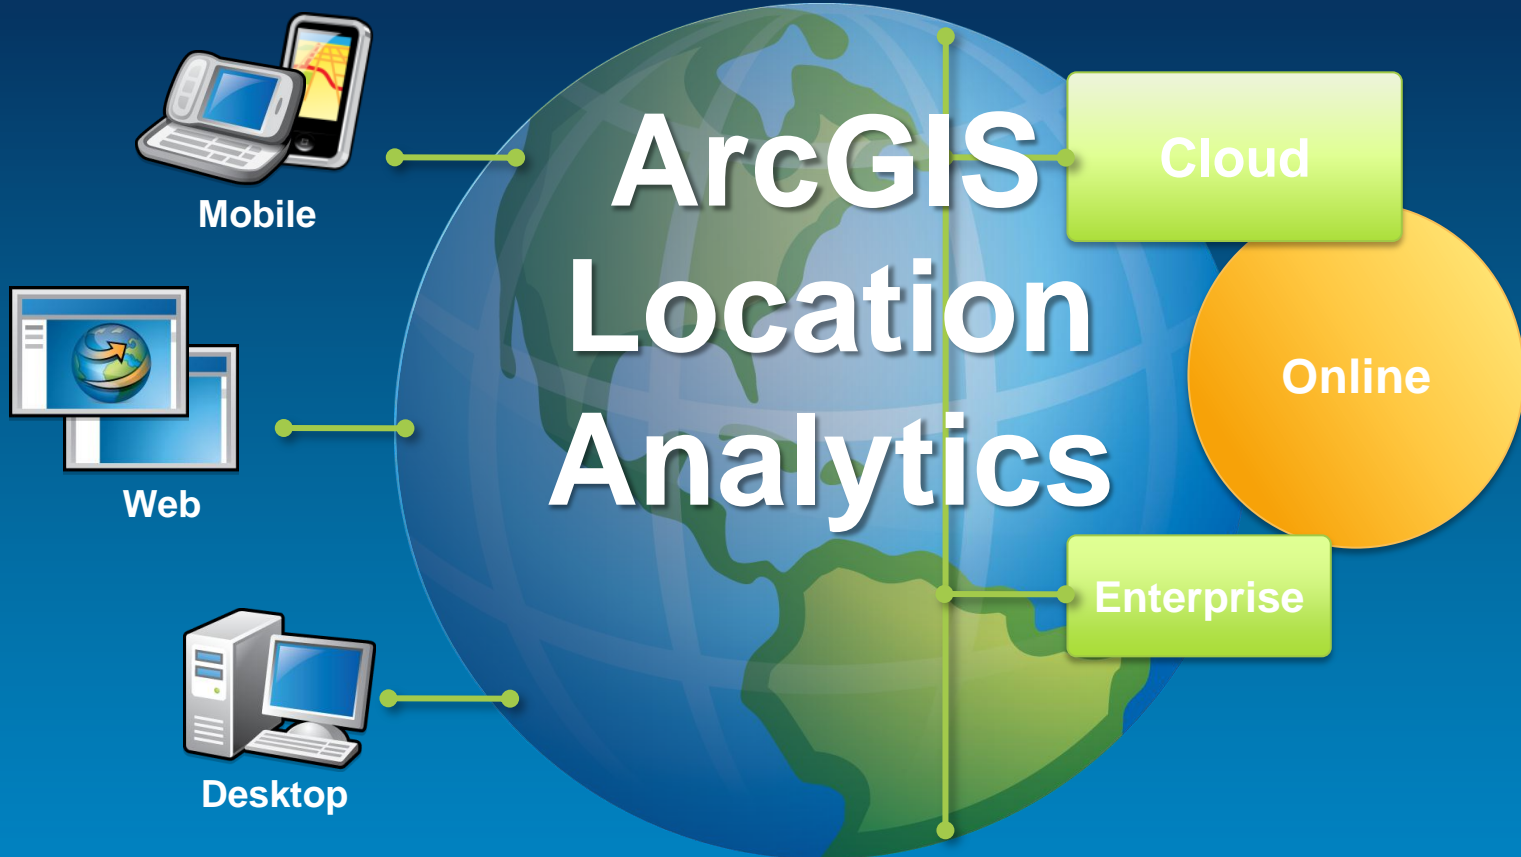 ArcGIS
Location
Analytics
Mobile
Web
Desktop
Cloud
Online
Enterprise